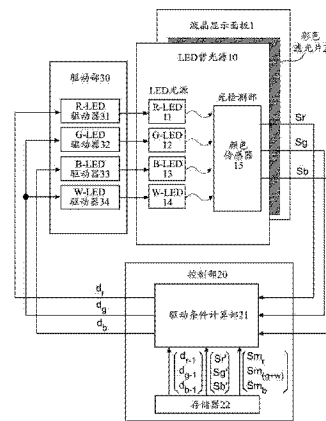 液晶显示面板1
LED背光源10
彩色
滤光片2
驱动部30
LED光源
光检测部
R-LED
驱动器31
R-LED
11
G-LED
驱动器32
G-LED
12
B-LED
驱动器33
B-LED
13
W-LED
驱动器34
W-LED
14
颜色
传感器
15
Sr
Sg
Sb
控制部20
驱动条件计算部21
dr
dg
db
dr-1
dg-1
db-1
Sr'
Sg'
Sb'
Smr
Sm(g+w)
Smb
存储器22